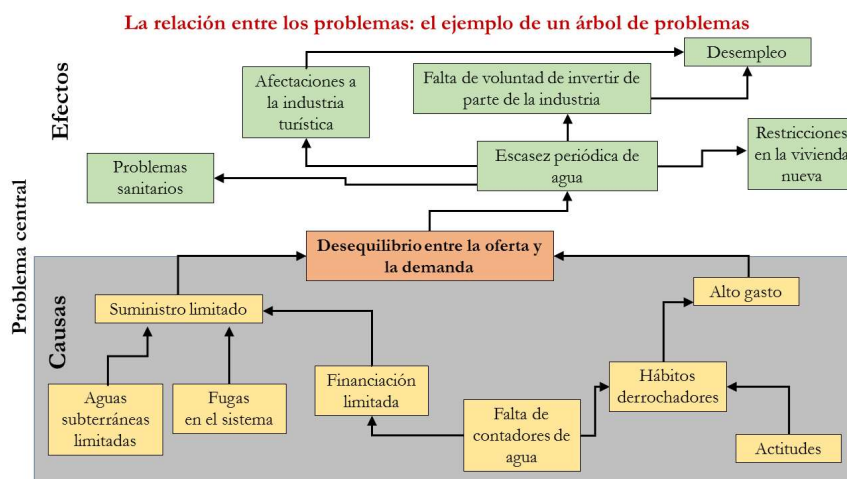 La relación entre los problemas: el ejemplo de un árbol de problemas
Efectos
Desempleo
Afectaciones a
la industria
turística
Falta de voluntad de invertir de
parte de la industria
Problemas
sanitarios
Escasez periódica de
agua
Restricciones
en la vivienda
nueva
Problema central
Desequilibrio entre la oferta y
la demanda
Causas
Suministro limitado
Alto gasto
Aguas
subterráneas
limitadas
Fugas
en el sistema
Financiación
limitada
Falta de
contadores de
agua
Hábitos
derrochadores
Actitudes